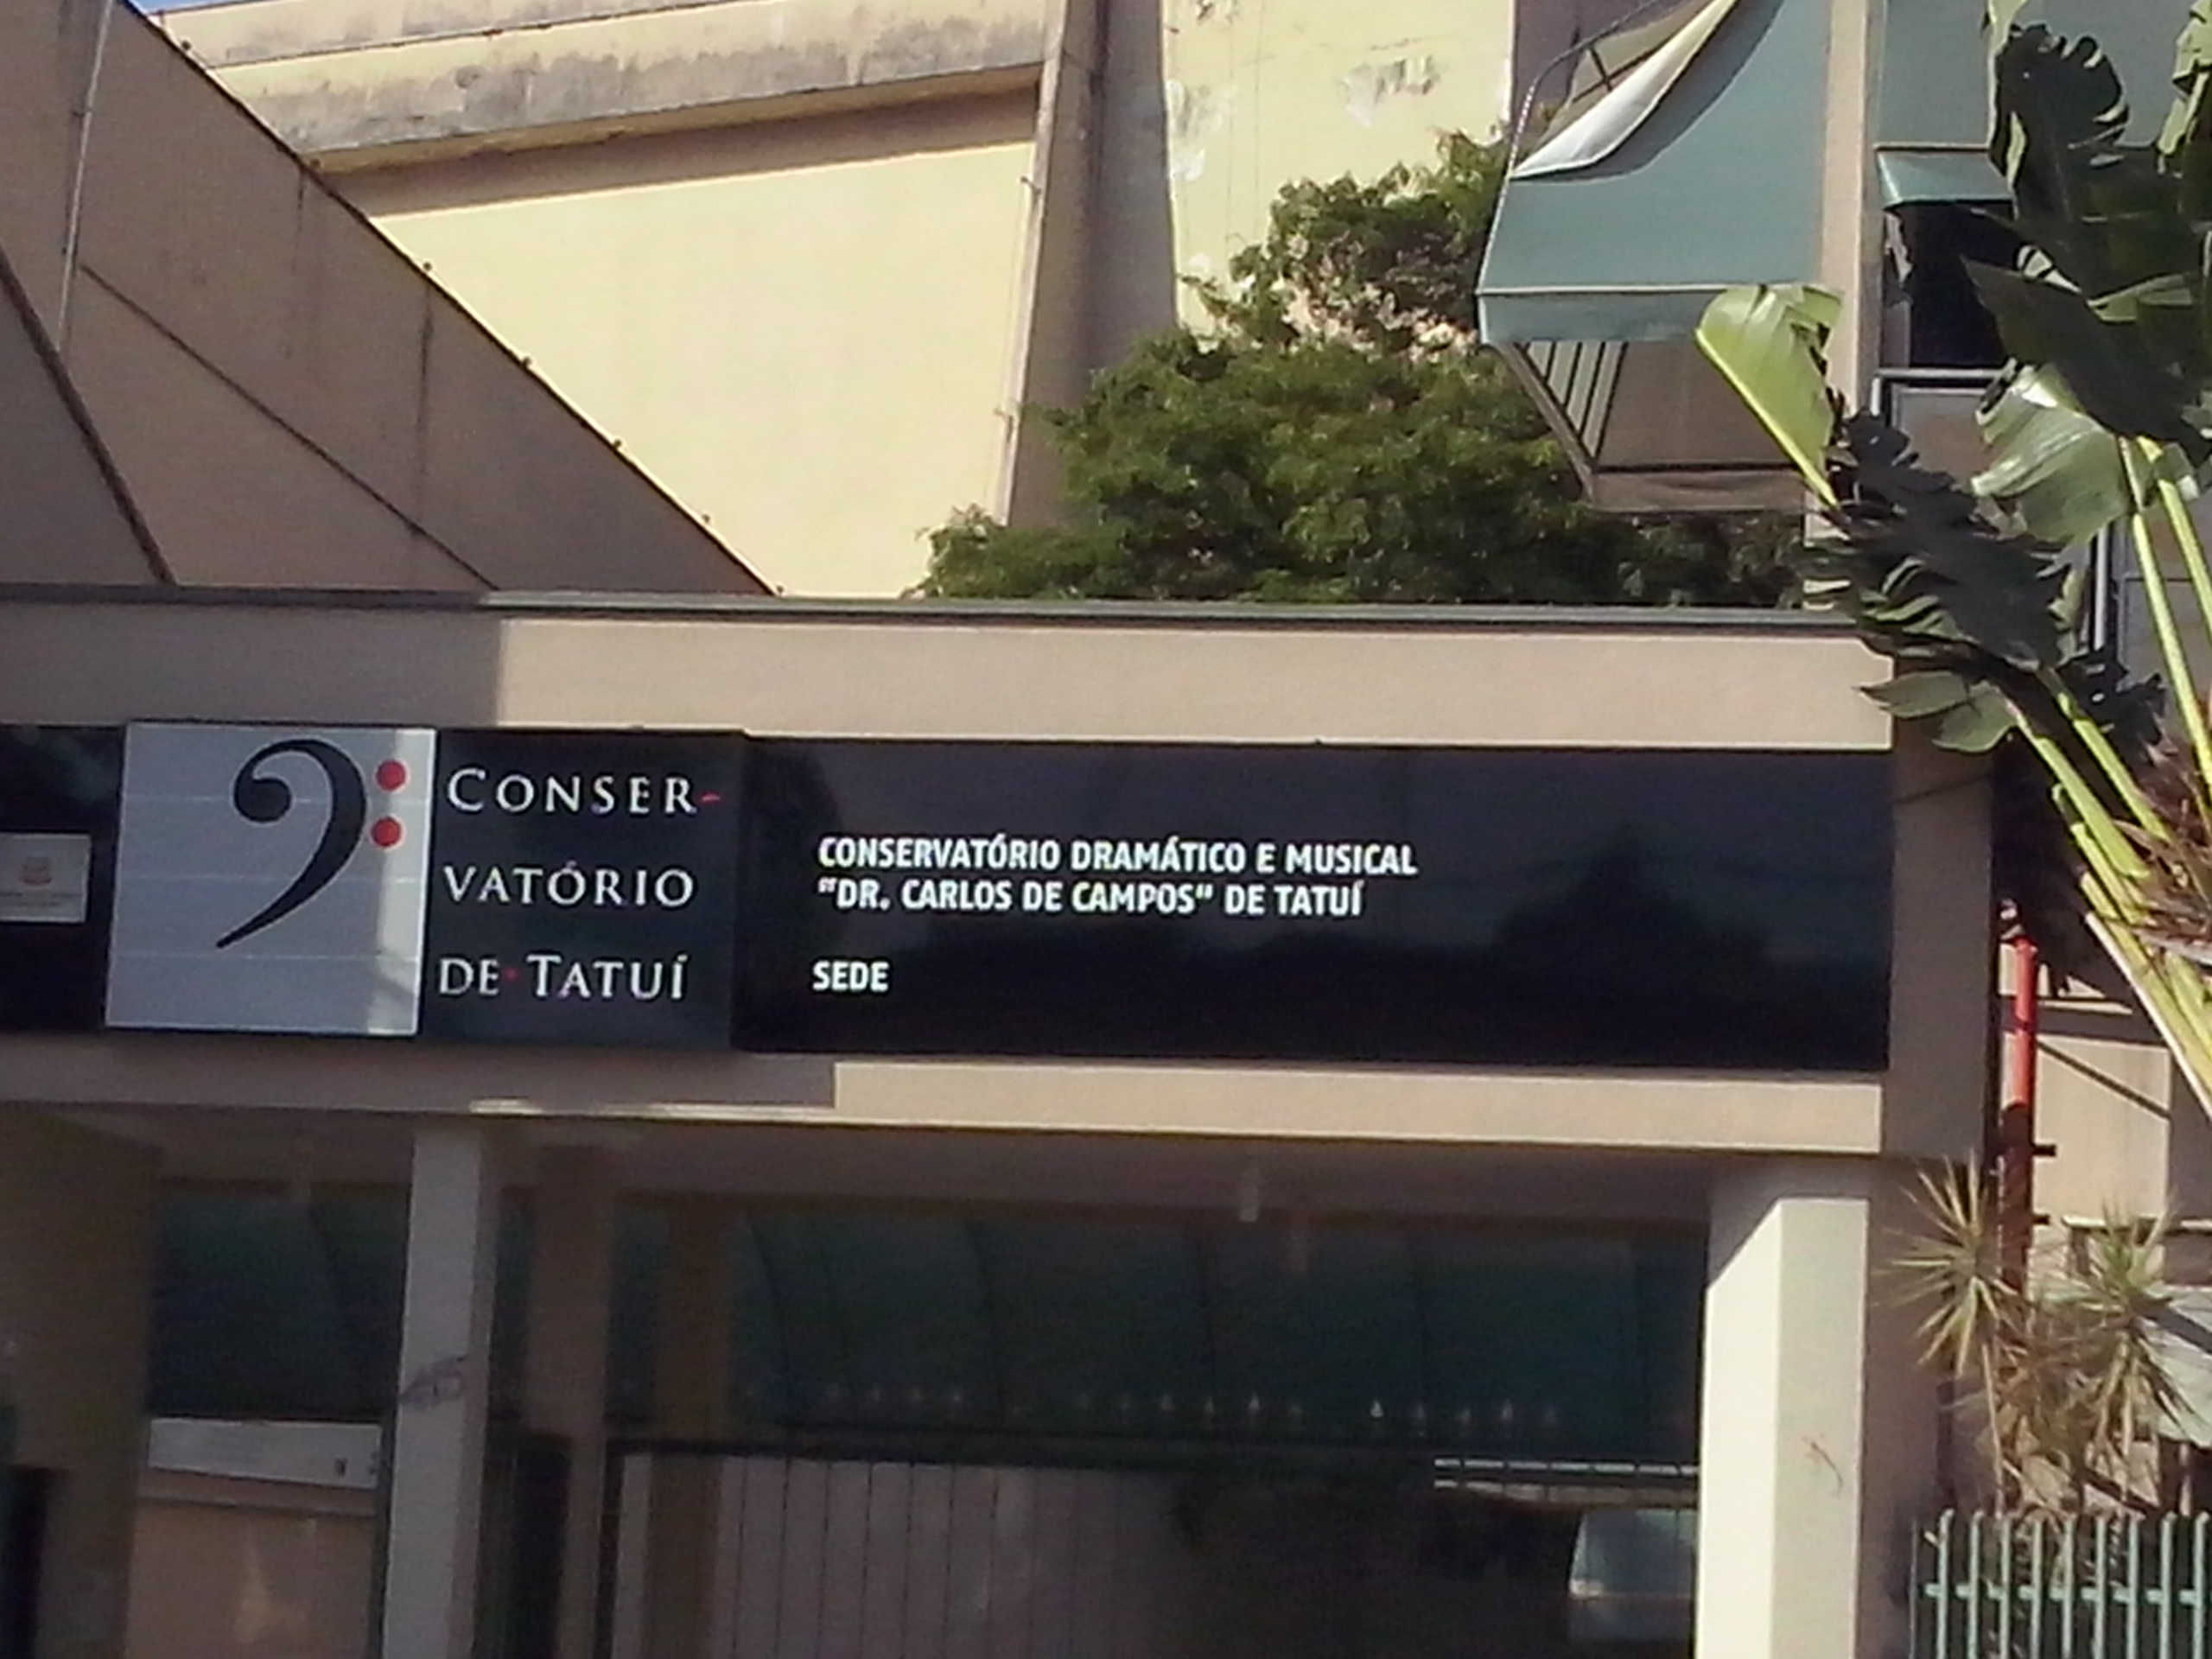 CONSER-
VATÓRIO
DE·TATUÍ
CONSERVATÓRIO DRAMÁTICO E MUSICAL
"DR. CARLOS DE CAMPOS" DE TATUÍ
SEDE